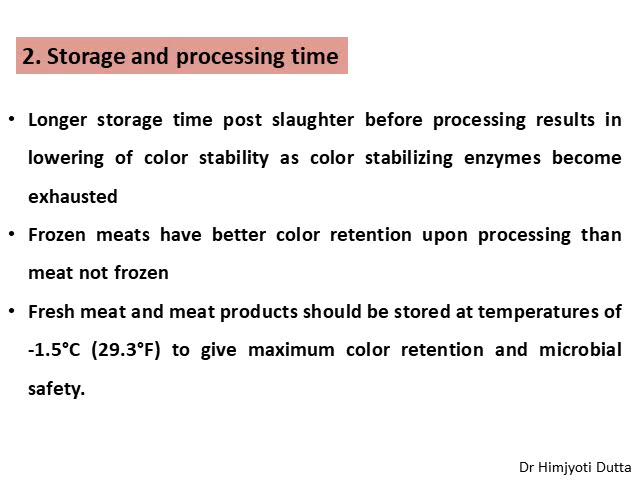 2. Storage and processing time
• Longer storage time post slaughter before processing results in
lowering of color stability as color stabilizing enzymes become
exhausted
• Frozen meats have better color retention upon processing than
meat not frozen
• Fresh meat and meat products should be stored at temperatures of
-1.5°C (29.3°F) to give maximum color retention and microbial
safety.
Dr Himjyoti Dutta